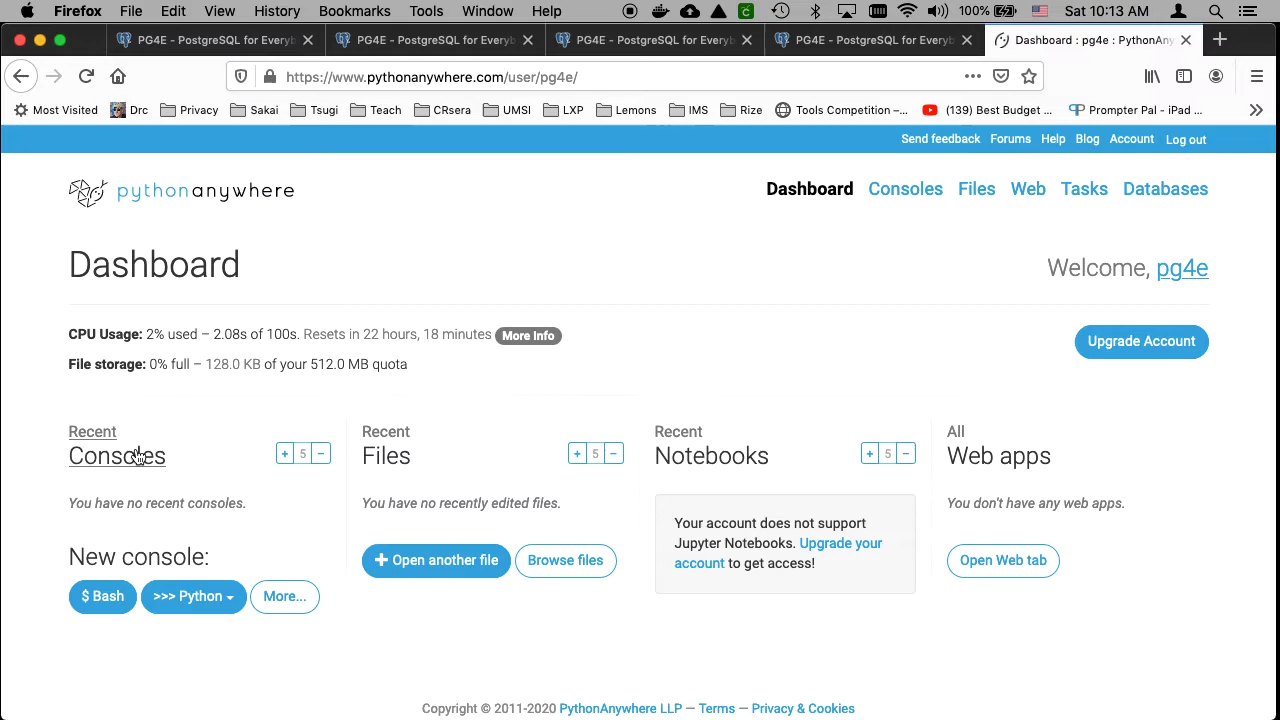 Firefox File Edit View History Bookmarks Tools Window Help 100% Sat 10:13 AM
PG4E - PostgreSQL for Everyb PG4E - PostgreSQL for Everyb PG4E - PostgreSQL for Everyb PG4E - PostgreSQL for Everyb Dashboard : pg4e : PythonAny
https://www.pythonanywhere.com/user/pg4e/
Most Visited Drc Privacy Sakai Tsugi Teach CRsera UMSI LXP Lemons IMS Rize Tools Competition –... (139) Best Budget ... Prompter Pal - iPad ...
Send feedback Forums Help Blog Account Log out
pythonanywhere
Dashboard Consoles Files Web Tasks Databases
Dashboard
Welcome, pg4e
CPU Usage: 2% used – 2.08s of 100s. Resets in 22 hours, 18 minutes More Info
File storage: 0% full – 128.0 KB of your 512.0 MB quota
Upgrade Account
Recent
Consoles
+ 5 −
You have no recent consoles.
New console:
$ Bash >>> Python More...
Recent
Files
+ 5 −
You have no recently edited files.
+ Open another file Browse files
Recent
Notebooks
+ 5 −
Your account does not support
Jupyter Notebooks. Upgrade your
account to get access!
All
Web apps
You don't have any web apps.
Open Web tab
Copyright © 2011-2020 PythonAnywhere LLP — Terms — Privacy & Cookies